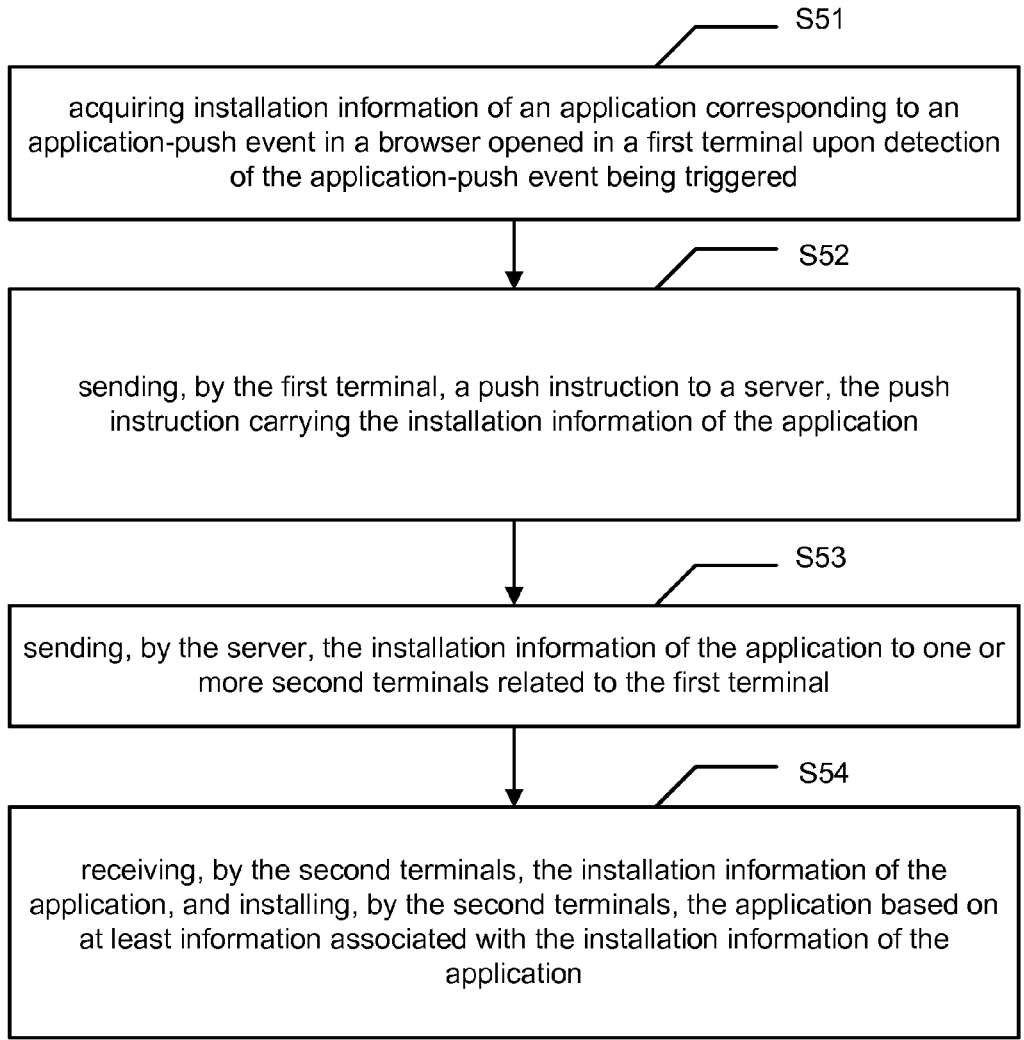 S51
acquiring installation information of an application corresponding to an
application-push event in a browser opened in a first terminal upon detection
of the application-push event being triggered
S52
sending, by the first terminal, a push instruction to a server, the push
instruction carrying the installation information of the application
S53
sending, by the server, the installation information of the application to one or
more second terminals related to the first terminal
S54
receiving, by the second terminals, the installation information of the
application, and installing, by the second terminals, the application based on
at least information associated with the installation information of the
application